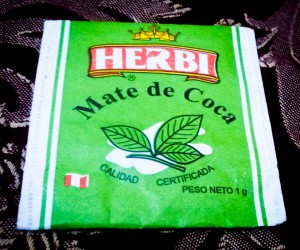 HERBI
®
Mate de Coca
CALIDAD CERTIFICADA
PESO NETO 1 g